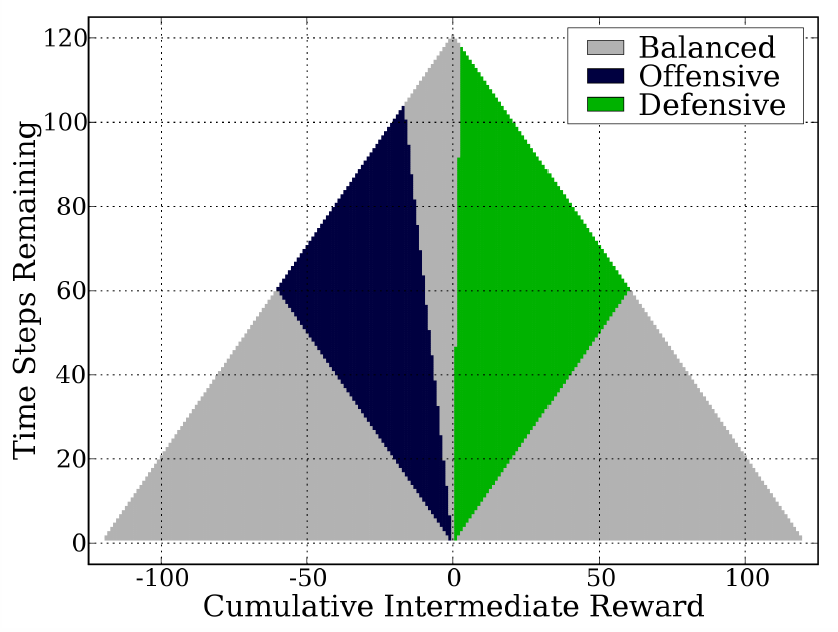 Balanced
Offensive
Defensive
Time Steps Remaining
120
100
80
60
40
20
0
-100 -50 0 50 100
Cumulative Intermediate Reward